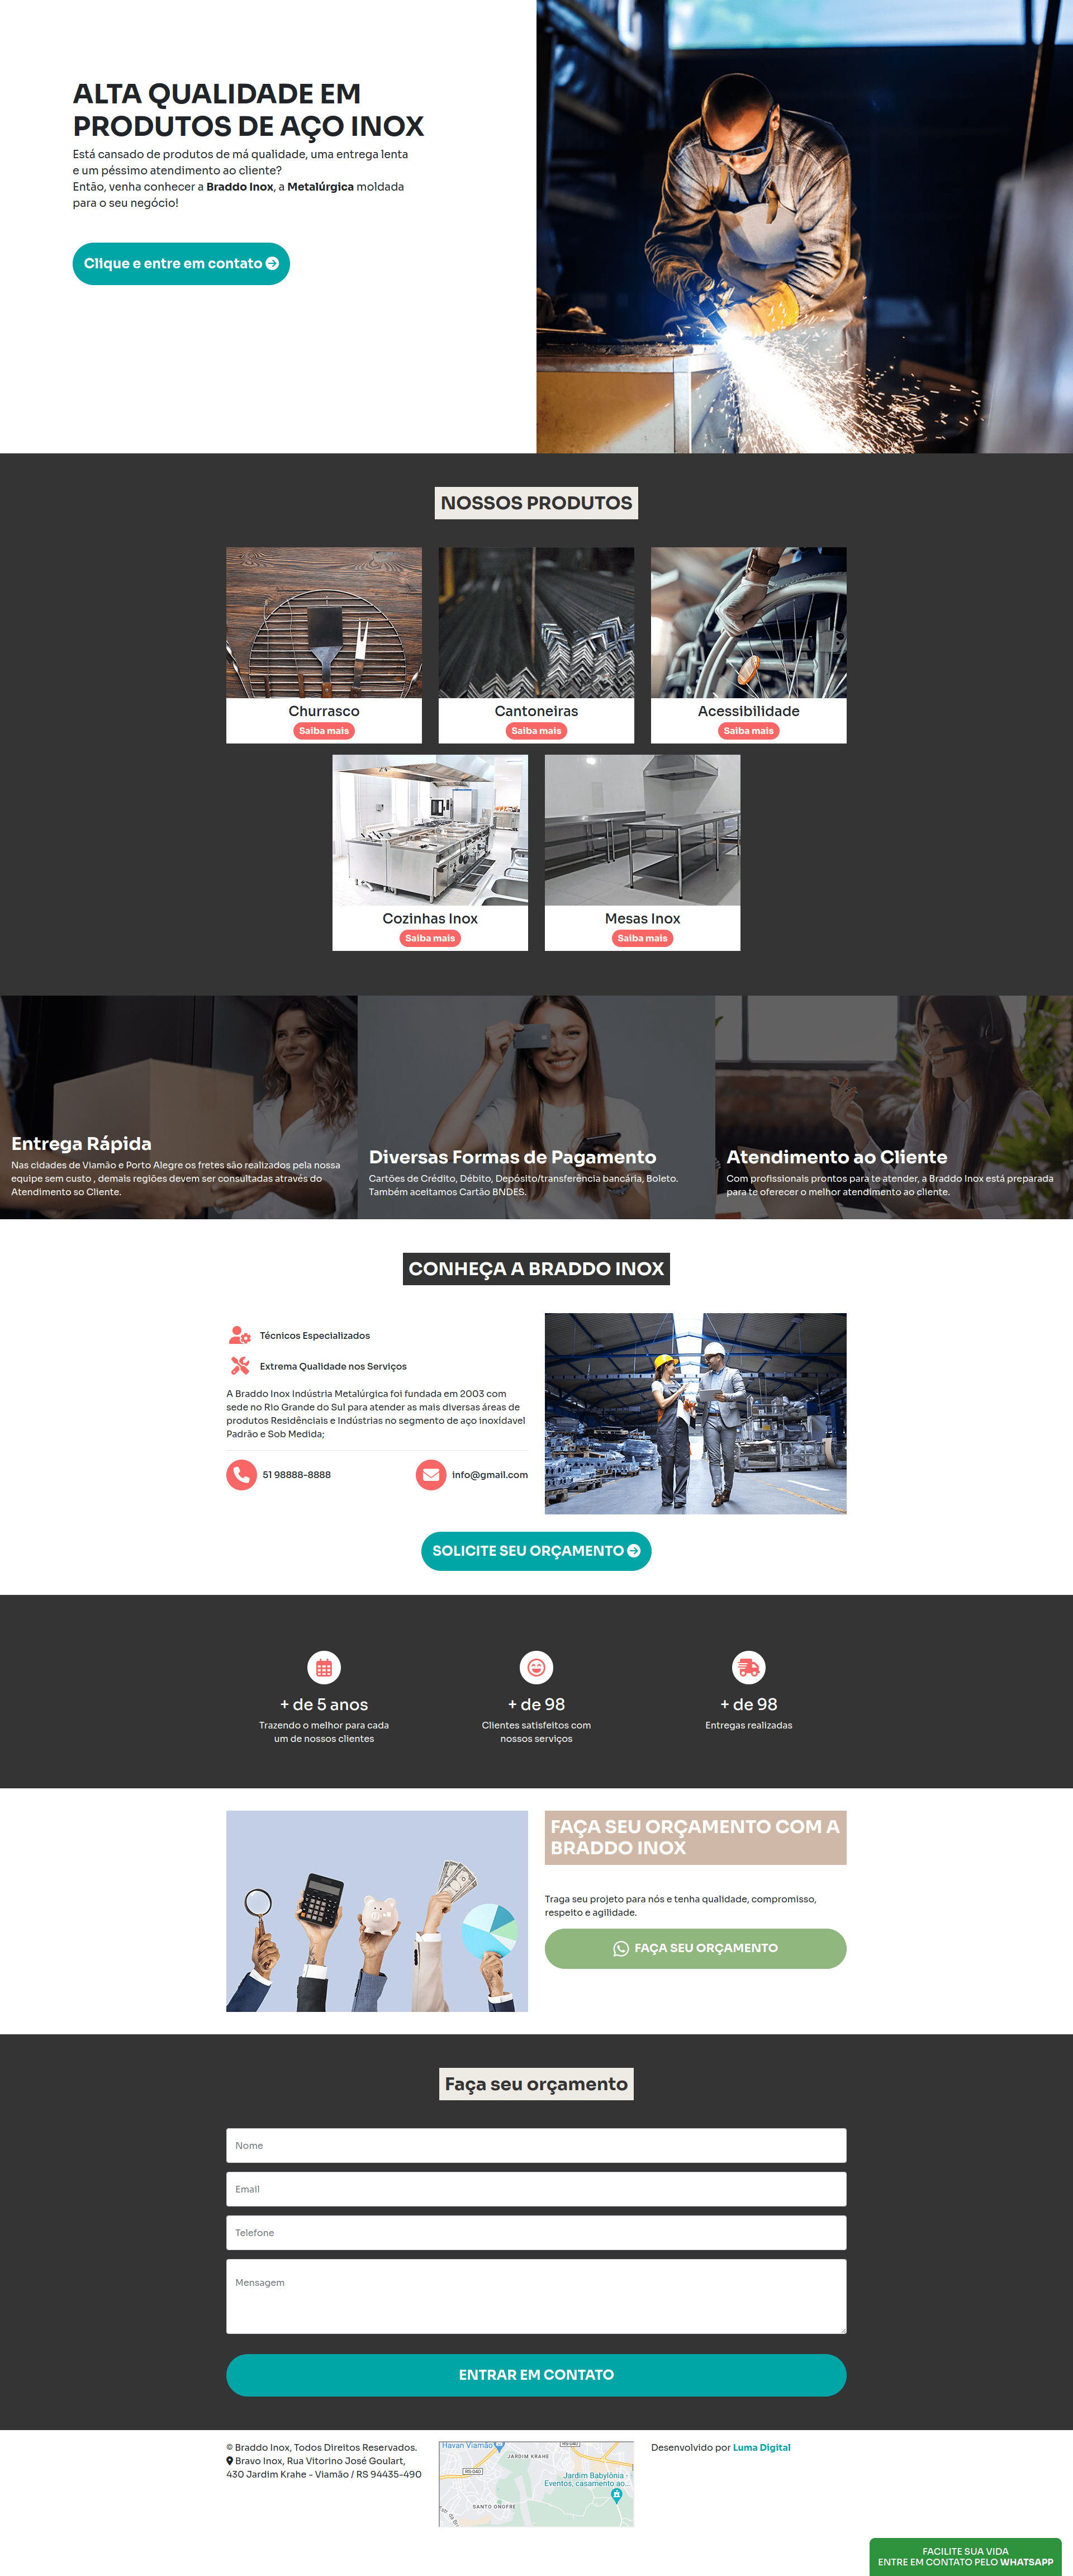 ALTA QUALIDADE EM
PRODUTOS DE AÇO INOX
Está cansado de produtos de má qualidade, uma entrega lenta
e um péssimo atendimento ao cliente?
Então, venha conhecer a Braddo Inox, a Metalúrgica moldada
para o seu negócio!
Clique e entre em contato
NOSSOS PRODUTOS
Churrasco
Saiba mais
Cantoneiras
Saiba mais
Acessibilidade
Saiba mais
Cozinhas Inox
Saiba mais
Mesas Inox
Saiba mais
Entrega Rápida
Nas cidades de Viamão e Porto Alegre os fretes são realizados pela nossa
equipe sem custo , demais regiões devem ser consultadas através do
Atendimento so Cliente.
Diversas Formas de Pagamento
Cartões de Crédito, Débito, Depósito/transferência bancária, Boleto.
Também aceitamos Cartão BNDES.
Atendimento ao Cliente
Com profissionais prontos para te atender, a Braddo Inox está preparada
para te oferecer o melhor atendimento ao cliente.
CONHEÇA A BRADDO INOX
Técnicos Especializados
Extrema Qualidade nos Serviços
A Braddo Inox Indústria Metalúrgica foi fundada em 2003 com
sede no Rio Grande do Sul para atender as mais diversas áreas de
produtos Residênciais e Indústrias no segmento de aço inoxídavel
Padrão e Sob Medida;
51 98888-8888
info@gmail.com
SOLICITE SEU ORÇAMENTO
+ de 5 anos
Trazendo o melhor para cada
um de nossos clientes
+ de 98
Clientes satisfeitos com
nossos serviços
+ de 98
Entregas realizadas
FAÇA SEU ORÇAMENTO COM A
BRADDO INOX
Traga seu projeto para nós e tenha qualidade, compromisso,
respeito e agilidade.
FAÇA SEU ORÇAMENTO
Faça seu orçamento
Nome
Email
Telefone
Mensagem
ENTRAR EM CONTATO
© Braddo Inox, Todos Direitos Reservados.
Bravo Inox, Rua Vitorino José Goulart,
430 Jardim Krahe - Viamão / RS 94435-490
Havan Viamão
RS-040
JARDIM KRAHE
RS-040
Jardim Babylônia -
Eventos, casamento ao...
SANTO ONOFRE
Desenvolvido por Luma Digital
FACILITE SUA VIDA
ENTRE EM CONTATO PELO WHATSAPP